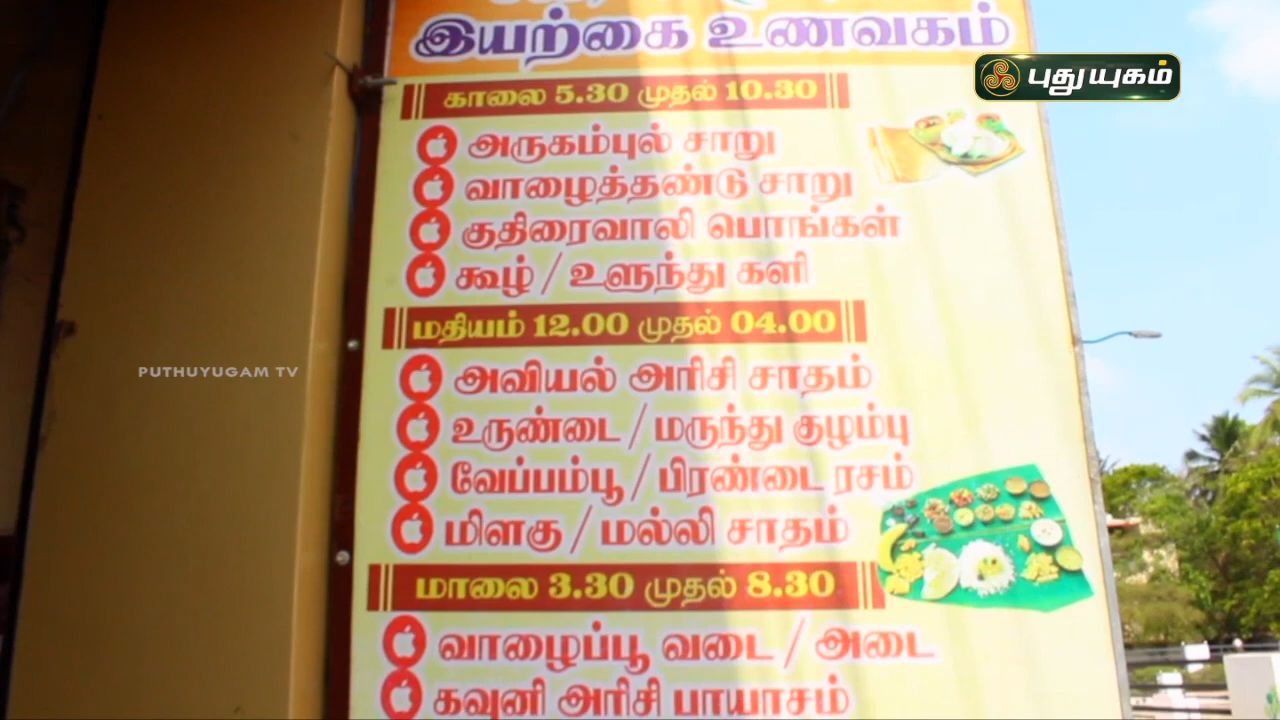 இயற்கை உணவகம்
புதுயுகம்
காலை 5.30 முதல் 10.30
அருகம்புல் சாறு
வாழைத்தண்டு சாறு
குதிரைவாலி பொங்கள்
கூழ் / உளுந்து களி
மதியம் 12.00 முதல் 04.00
PUTHUYUGAM TV
அவியல் அரிசி சாதம்
உருண்டை / மருந்து குழம்பு
வேப்பம்பூ / பிரண்டை ரசம்
மிளகு / மல்லி சாதம்
மாலை 3.30 முதல் 8.30
வாழைப்பூ வடை / அடை
கவுனி அரிசி பாயாசம்